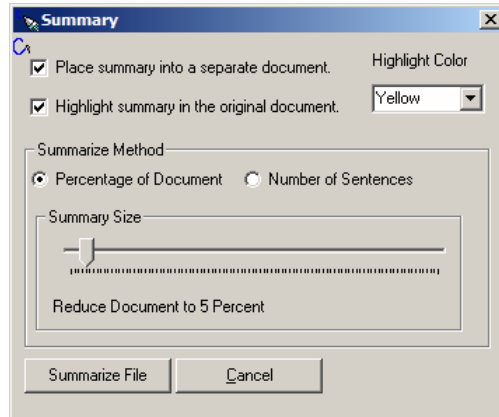 Summary
Place summary into a separate document.
Highlight Color
Highlight summary in the original document.
Yellow
Summarize Method
Percentage of Document
Number of Sentences
Summary Size
Reduce Document to 5 Percent
Summarize File
Cancel